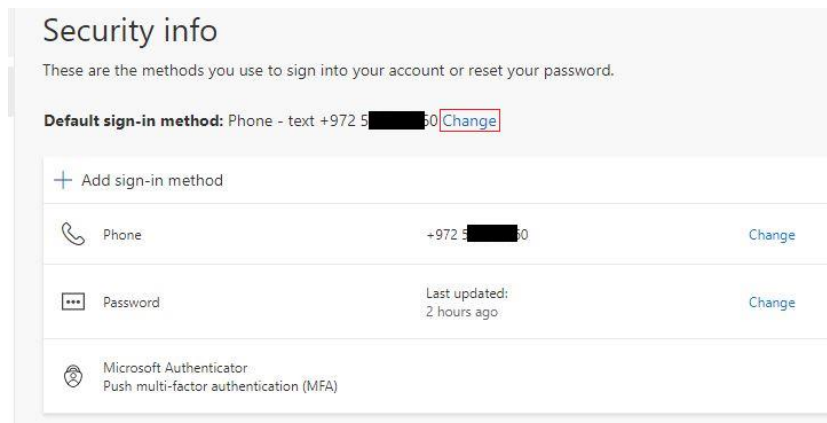 Security info
These are the methods you use to sign into your account or reset your password.
Default sign-in method: Phone - text +972 5 60 Change
Add sign-in method
Phone +972 5 60 Change
Password Last updated: Change
2 hours ago
Microsoft Authenticator
Push multi-factor authentication (MFA)